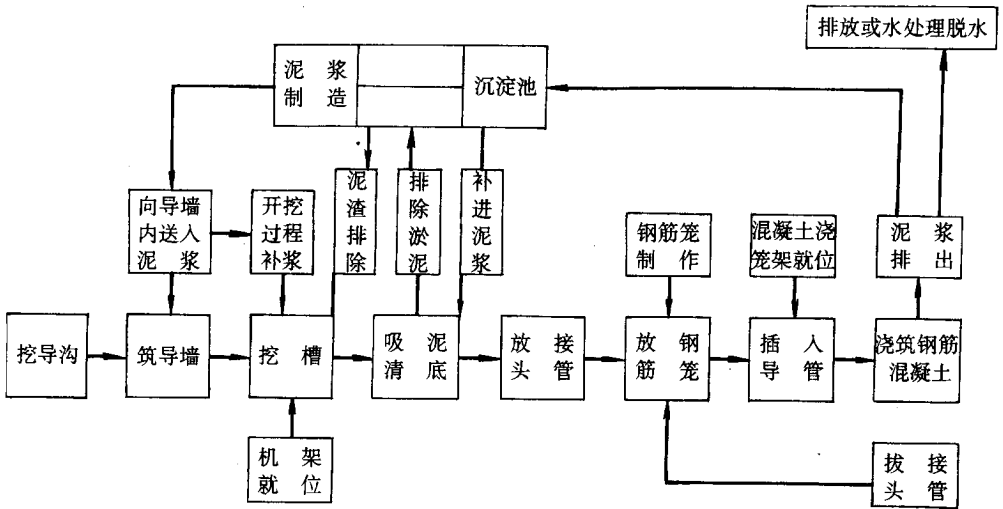 排放或水处理脱水
泥浆
制造
沉淀池
向导墙
内送入
泥浆
开挖
过程
补浆
泥
渣
排
除
排
除
淤
泥
补
进
泥
浆
钢筋笼
制作
混凝土浇
笼架就位
泥浆
排出
挖导沟
筑导墙
挖槽
吸泥
清底
放接
头管
放钢
筋笼
插入
导管
浇筑钢筋
混凝土
机架
就位
拔接
头管